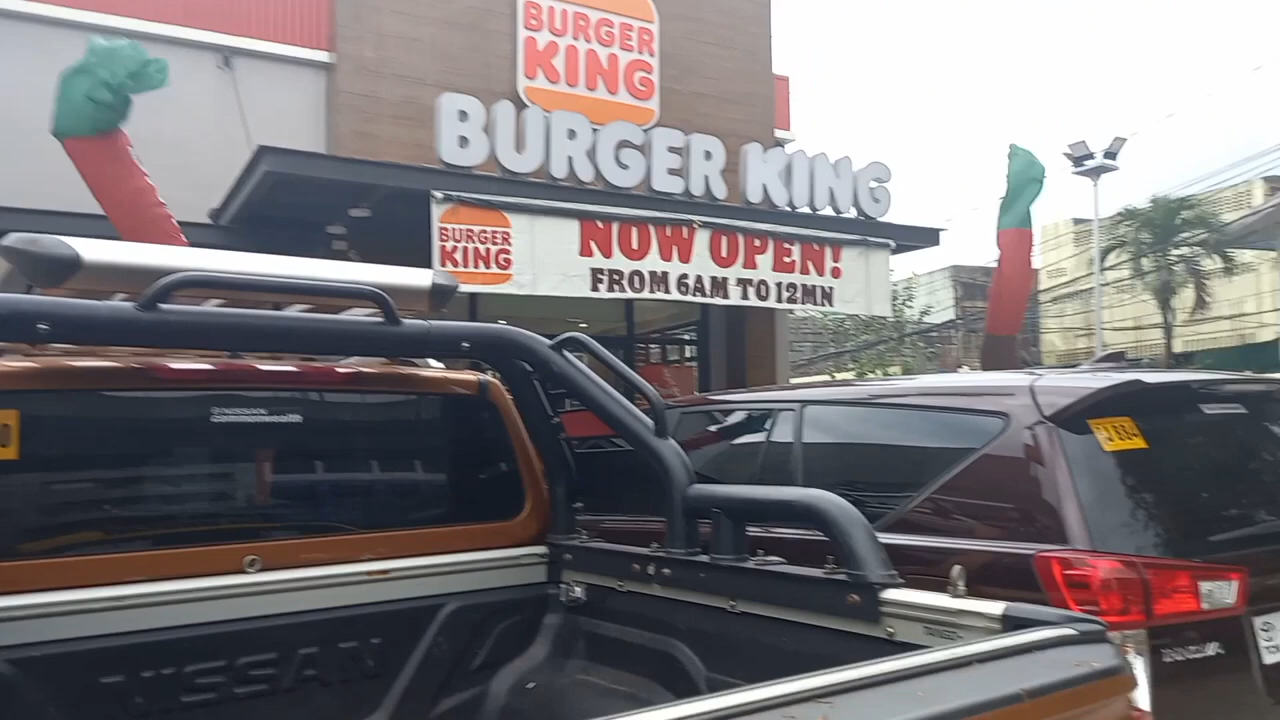 BURGER
KING
BURGER KING
BURGER
KING
NOW OPEN!
FROM 6AM TO 12MN
NISSAN